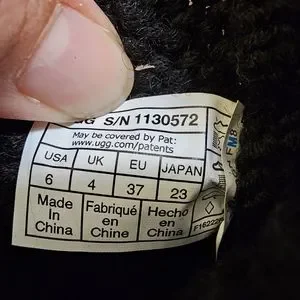 S/N 1130572
May be covered by Pat:
www.ugg.com/patents
USA UK EU JAPAN
6 4 37 23
Made In China
Fabriqué en Chine
Hecho en China